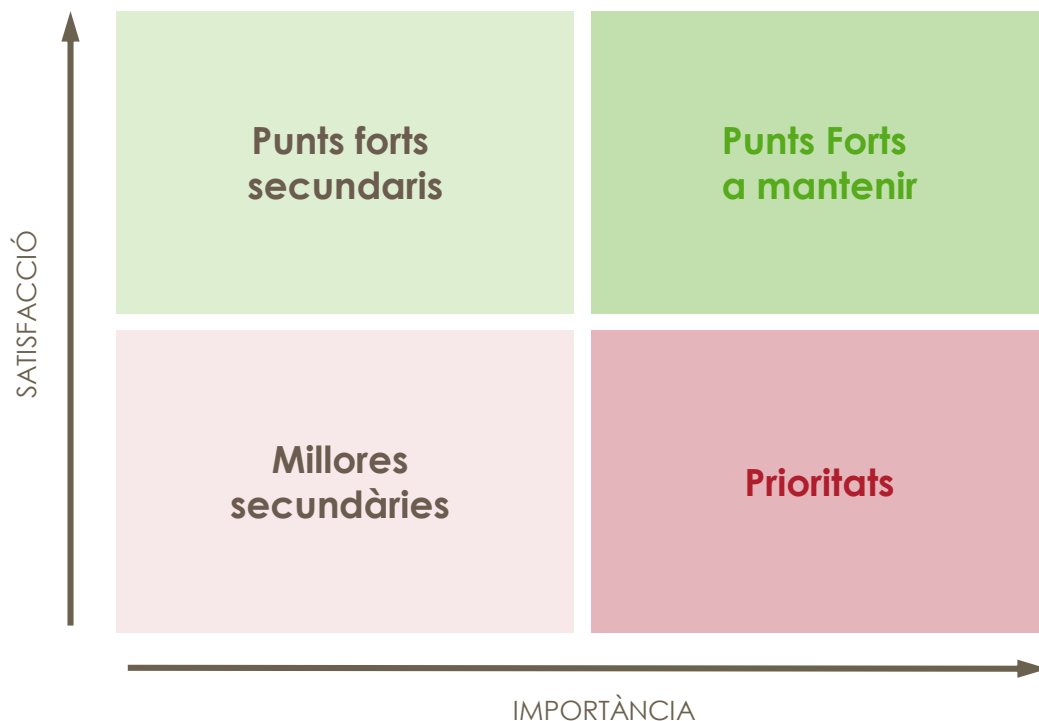 Punts forts
secundaris
Punts Forts
a mantenir
SATISFACCIÓ
Millores
secundàries
Prioritats
IMPORTÀNCIA